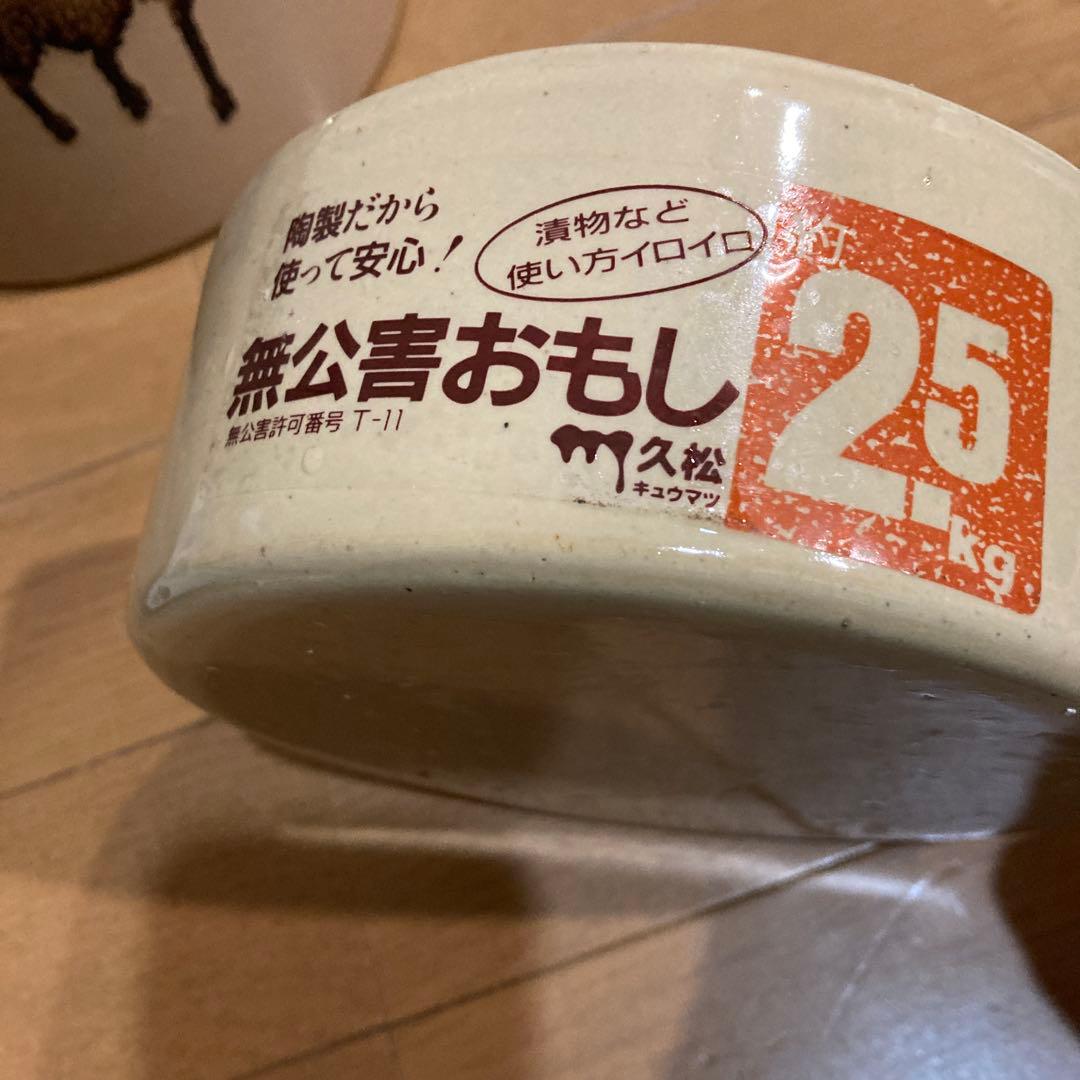 陶製だから
使って安心！
漬物など
使い方イロイロ
無公害おもし
無公害許可番号 T-11
久松
キュウマツ
約
2.5
kg